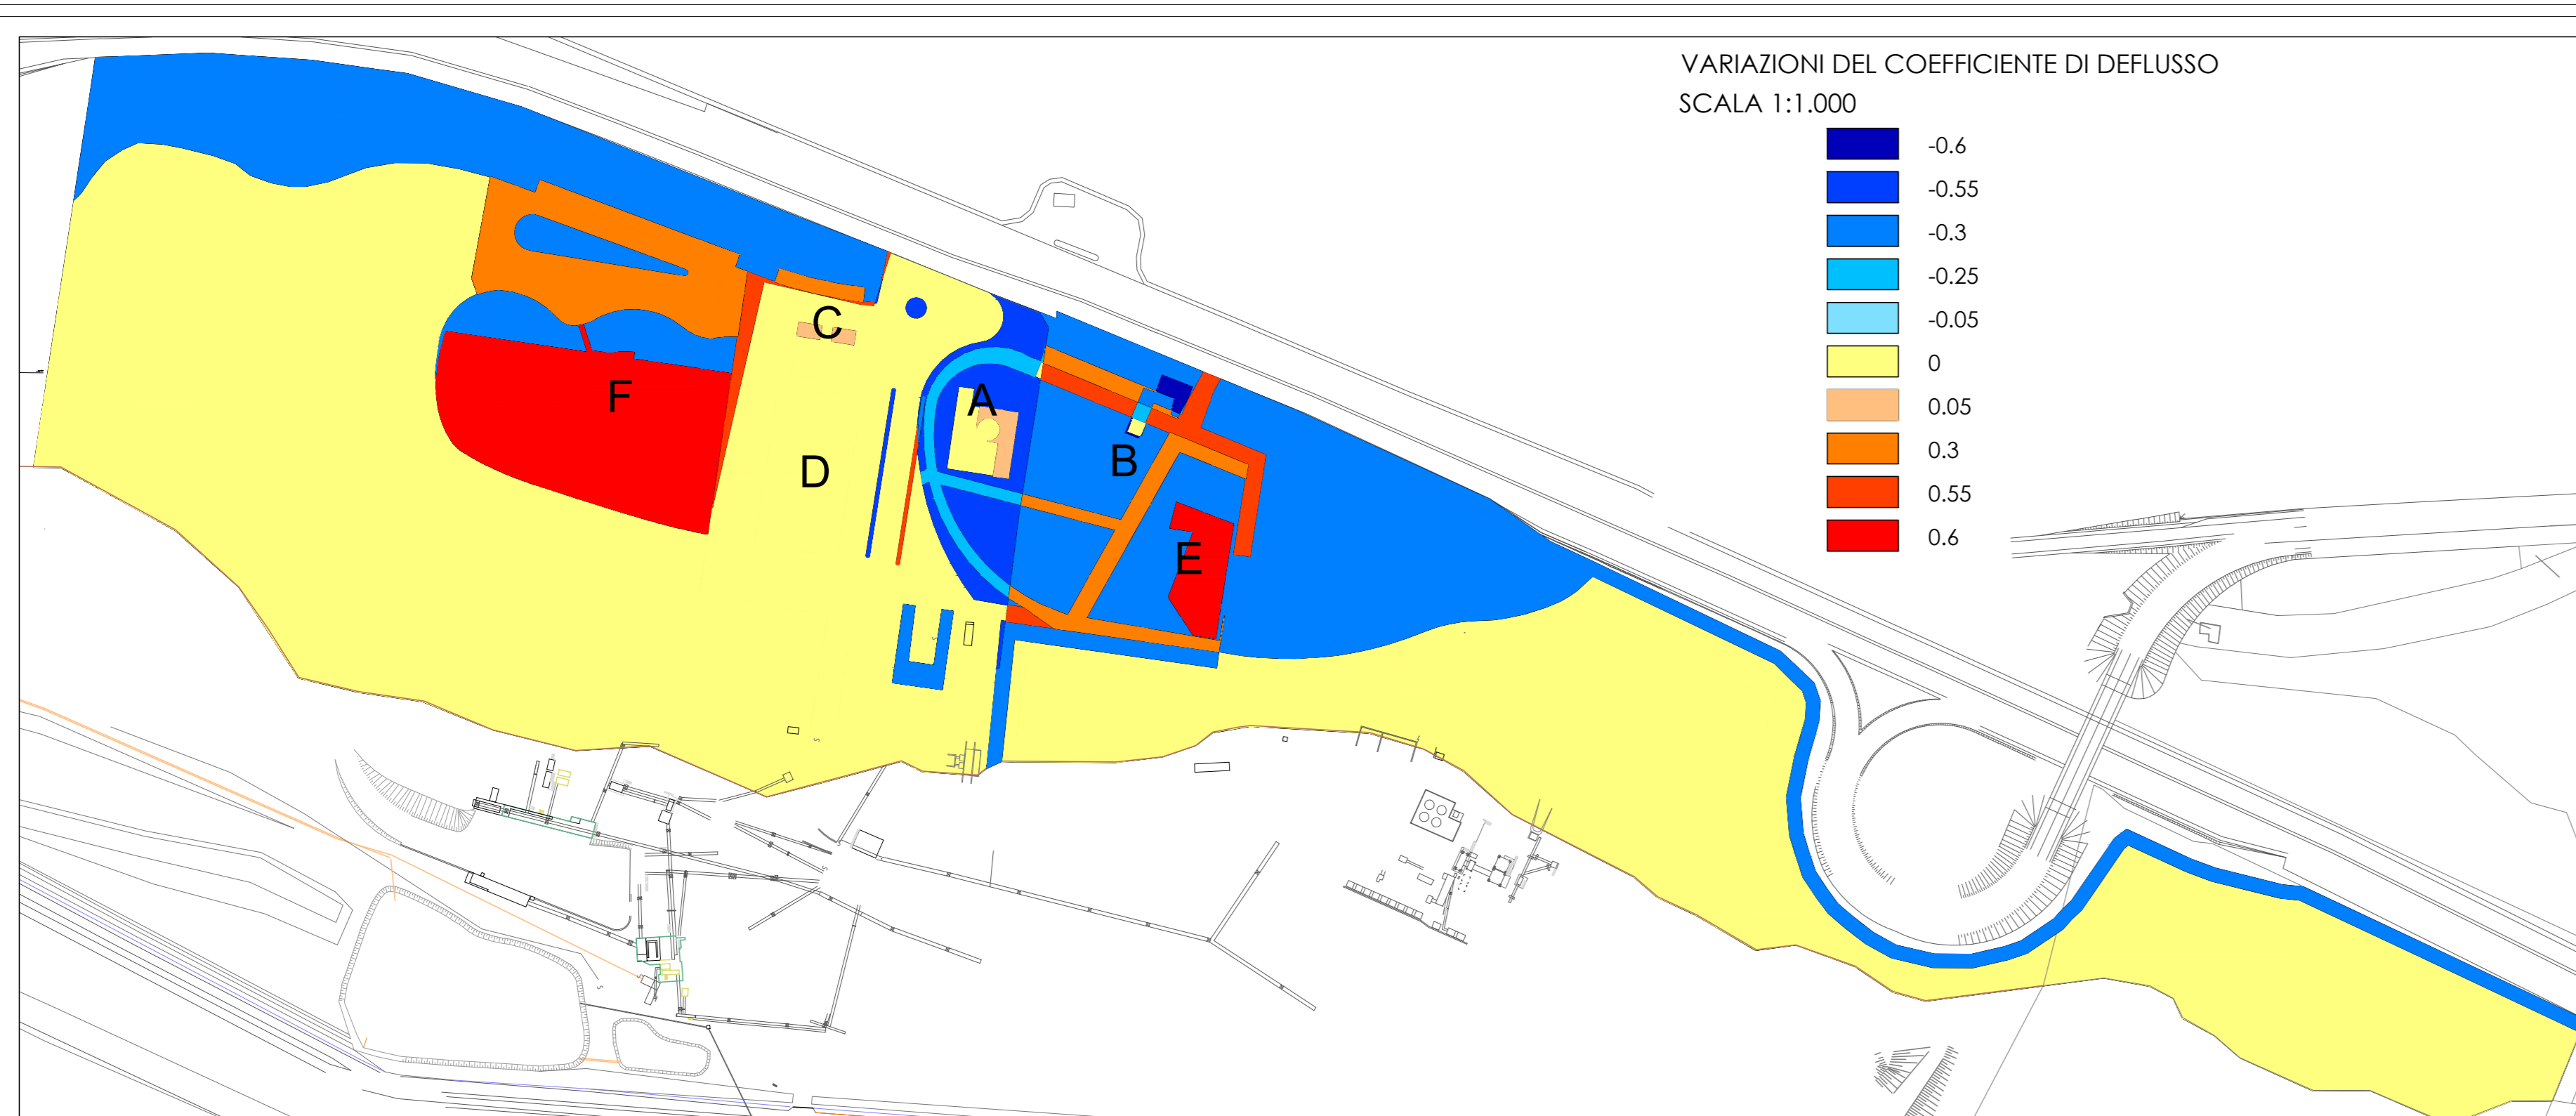 VARIAZIONI DEL COEFFICIENTE DI DEFLUSSO
SCALA 1:1.000
-0.6
-0.55
-0.3
-0.25
-0.05
0
0.05
0.3
0.55
0.6
C
A
F
B
D
E